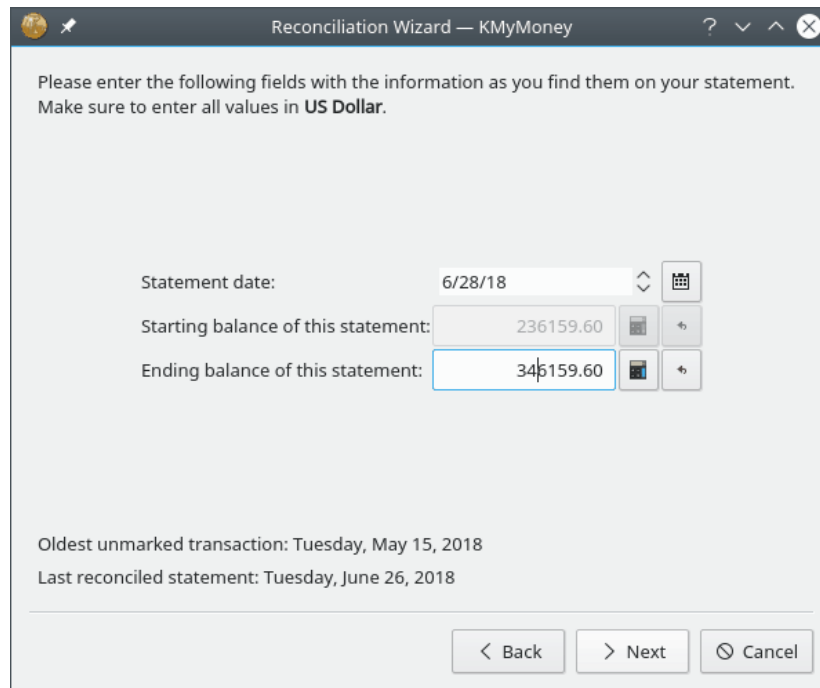 Reconciliation Wizard — KMyMoney
Please enter the following fields with the information as you find them on your statement.
Make sure to enter all values in US Dollar.
Statement date: 6/28/18
Starting balance of this statement: 236159.60
Ending balance of this statement: 346159.60
Oldest unmarked transaction: Tuesday, May 15, 2018
Last reconciled statement: Tuesday, June 26, 2018
Back Next Cancel